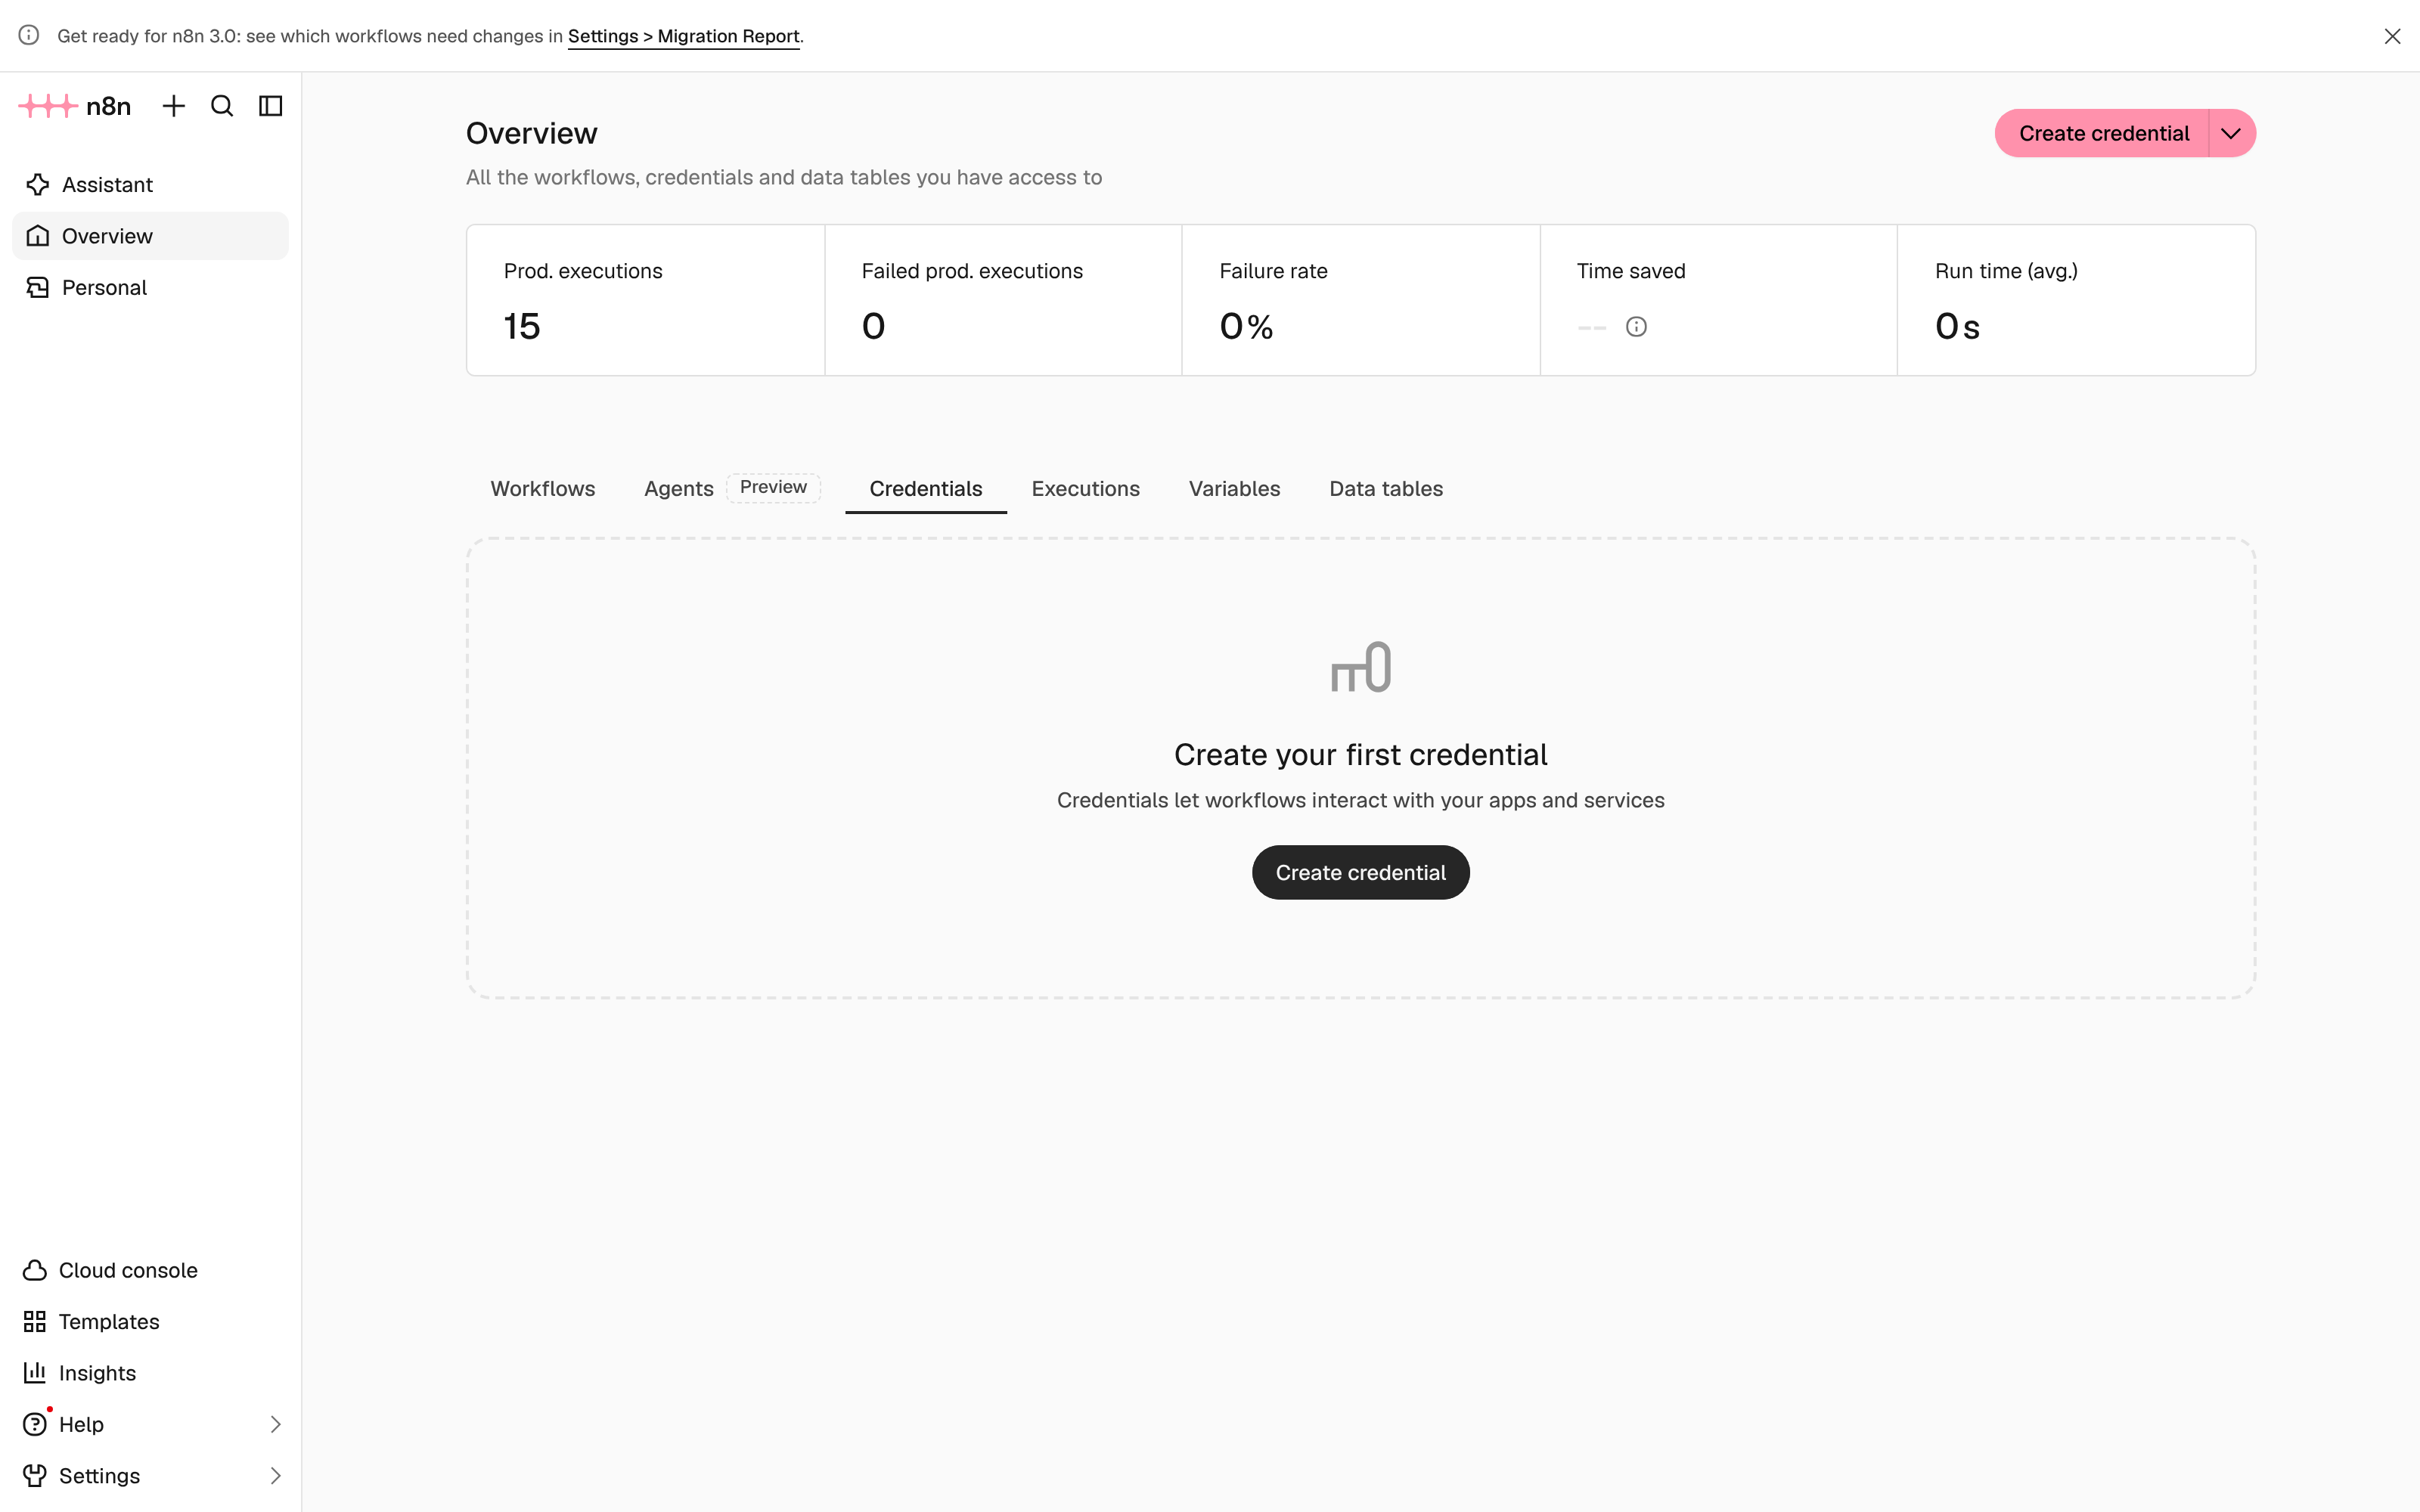 Get ready for n8n 3.0: see which workflows need changes in Settings > Migration Report.
n8n
Assistant
Overview
Personal
Overview
Create credential
All the workflows, credentials and data tables you have access to
Prod. executions
15
Failed prod. executions
0
Failure rate
0%
Time saved
--
Run time (avg.)
0s
Workflows Agents Preview Credentials Executions Variables Data tables
Create your first credential
Credentials let workflows interact with your apps and services
Create credential
Cloud console
Templates
Insights
Help
Settings